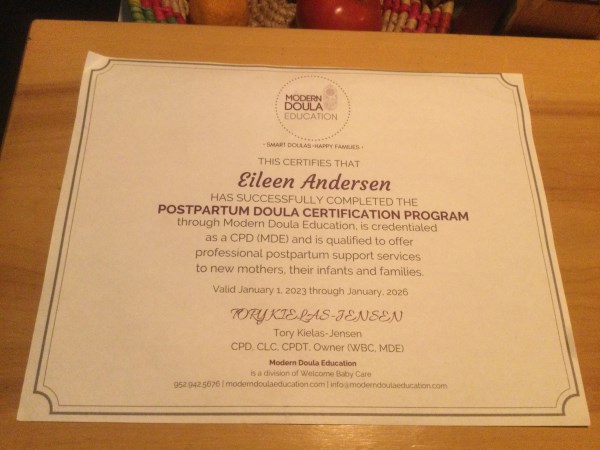 MODERN
DOULA
EDUCATION
- SMART DOULAS • HAPPY FAMILIES -
THIS CERTIFIES THAT
Eileen Andersen
HAS SUCCESSFULLY COMPLETED THE
POSTPARTUM DOULA CERTIFICATION PROGRAM
through Modern Doula Education, is credentialed
as a CPD (MDE) and is qualified to offer
professional postpartum support services
to new mothers, their infants and families.
Valid January 1, 2023 through January, 2026
TORY KIELAS-JENSEN
Tory Kielas-Jensen
CPD, CLC, CPDT, Owner (WBC, MDE)
Modern Doula Education
is a division of Welcome Baby Care
952.942.5676 | moderndoulaeducation.com | info@moderndoulaeducation.com